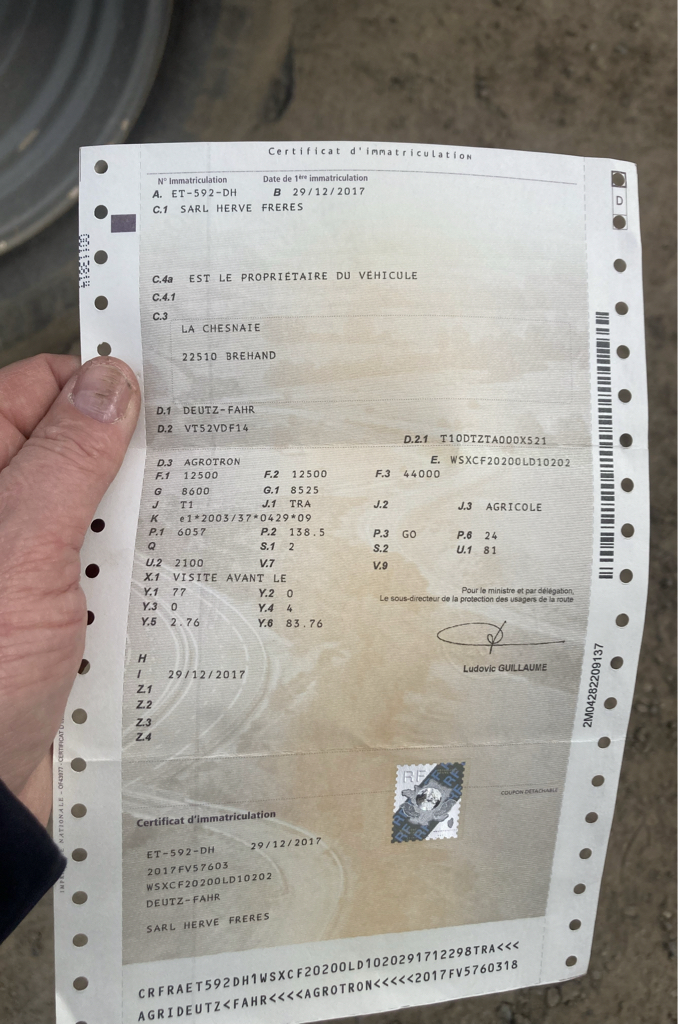 Certificat d'immatriculation
N° Immatriculation Date de 1ère immatriculation
A. ET-592-DH B 29/12/2017
C.1 SARL HERVE FRERES
D
C.4a EST LE PROPRIÉTAIRE DU VÉHICULE
C.4.1
C.3
LA CHESNAIE
22510 BREHAND
D.1 DEUTZ-FAHR
D.2 VT52VDF14
D.2.1 T10DTZTA000X521
D.3 AGROTRON E. WSXCF20200LD10202
F.1 12500 F.2 12500 F.3 44000
G 8600 G.1 8525
J T1 J.1 TRA J.2 J.3 AGRICOLE
K e1*2003/37*0429*09
P.1 6057 P.2 138.5 P.3 GO P.6 24
Q S.1 2 S.2 U.1 81
U.2 2100 V.7 V.9
X.1 VISITE AVANT LE
Y.1 77 Y.2 0
Y.3 0 Y.4 4
Y.5 2.76 Y.6 83.76
Pour le ministre et par délégation,
Le sous-directeur de la protection des usagers de la route
Ludovic GUILLAUME
H
I 29/12/2017
Z.1
Z.2
Z.3
Z.4
2M04282209137
RF
COUPON DÉTACHABLE
Certificat d'immatriculation
ET-592-DH 29/12/2017
2017FV57603
WSXCF20200LD10202
DEUTZ-FAHR
SARL HERVE FRERES
CRFRAET592DH1WSXCF20200LD1020291712298TRA<<<
AGRIDEUTZ<FAHR<<<<AGROTRON<<<<<2017FV5760318